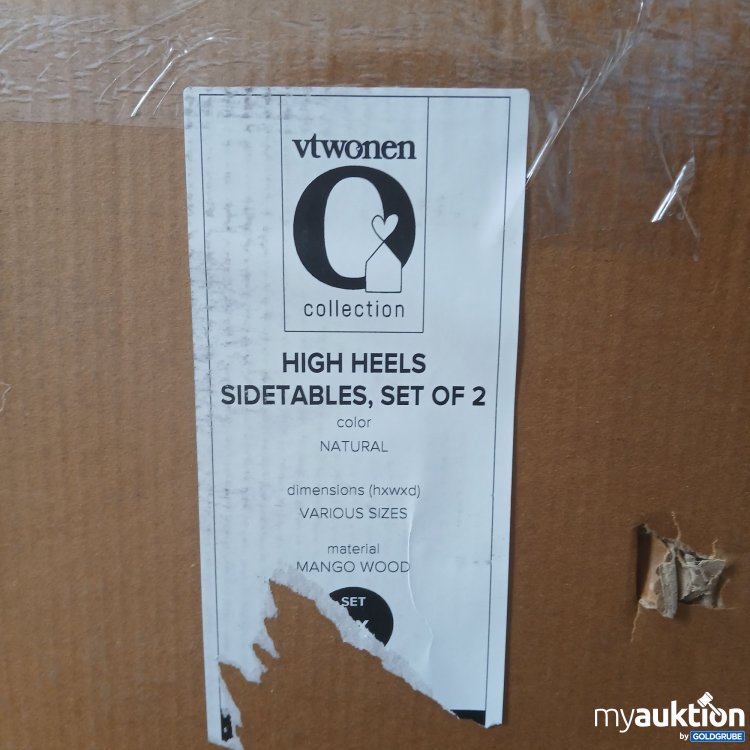 vtwonen
collection
HIGH HEELS
SIDETABLES, SET OF 2
color
NATURAL
dimensions (hxwxd)
VARIOUS SIZES
material
MANGO WOOD
SET
myauktion
by GOLDGRUBE